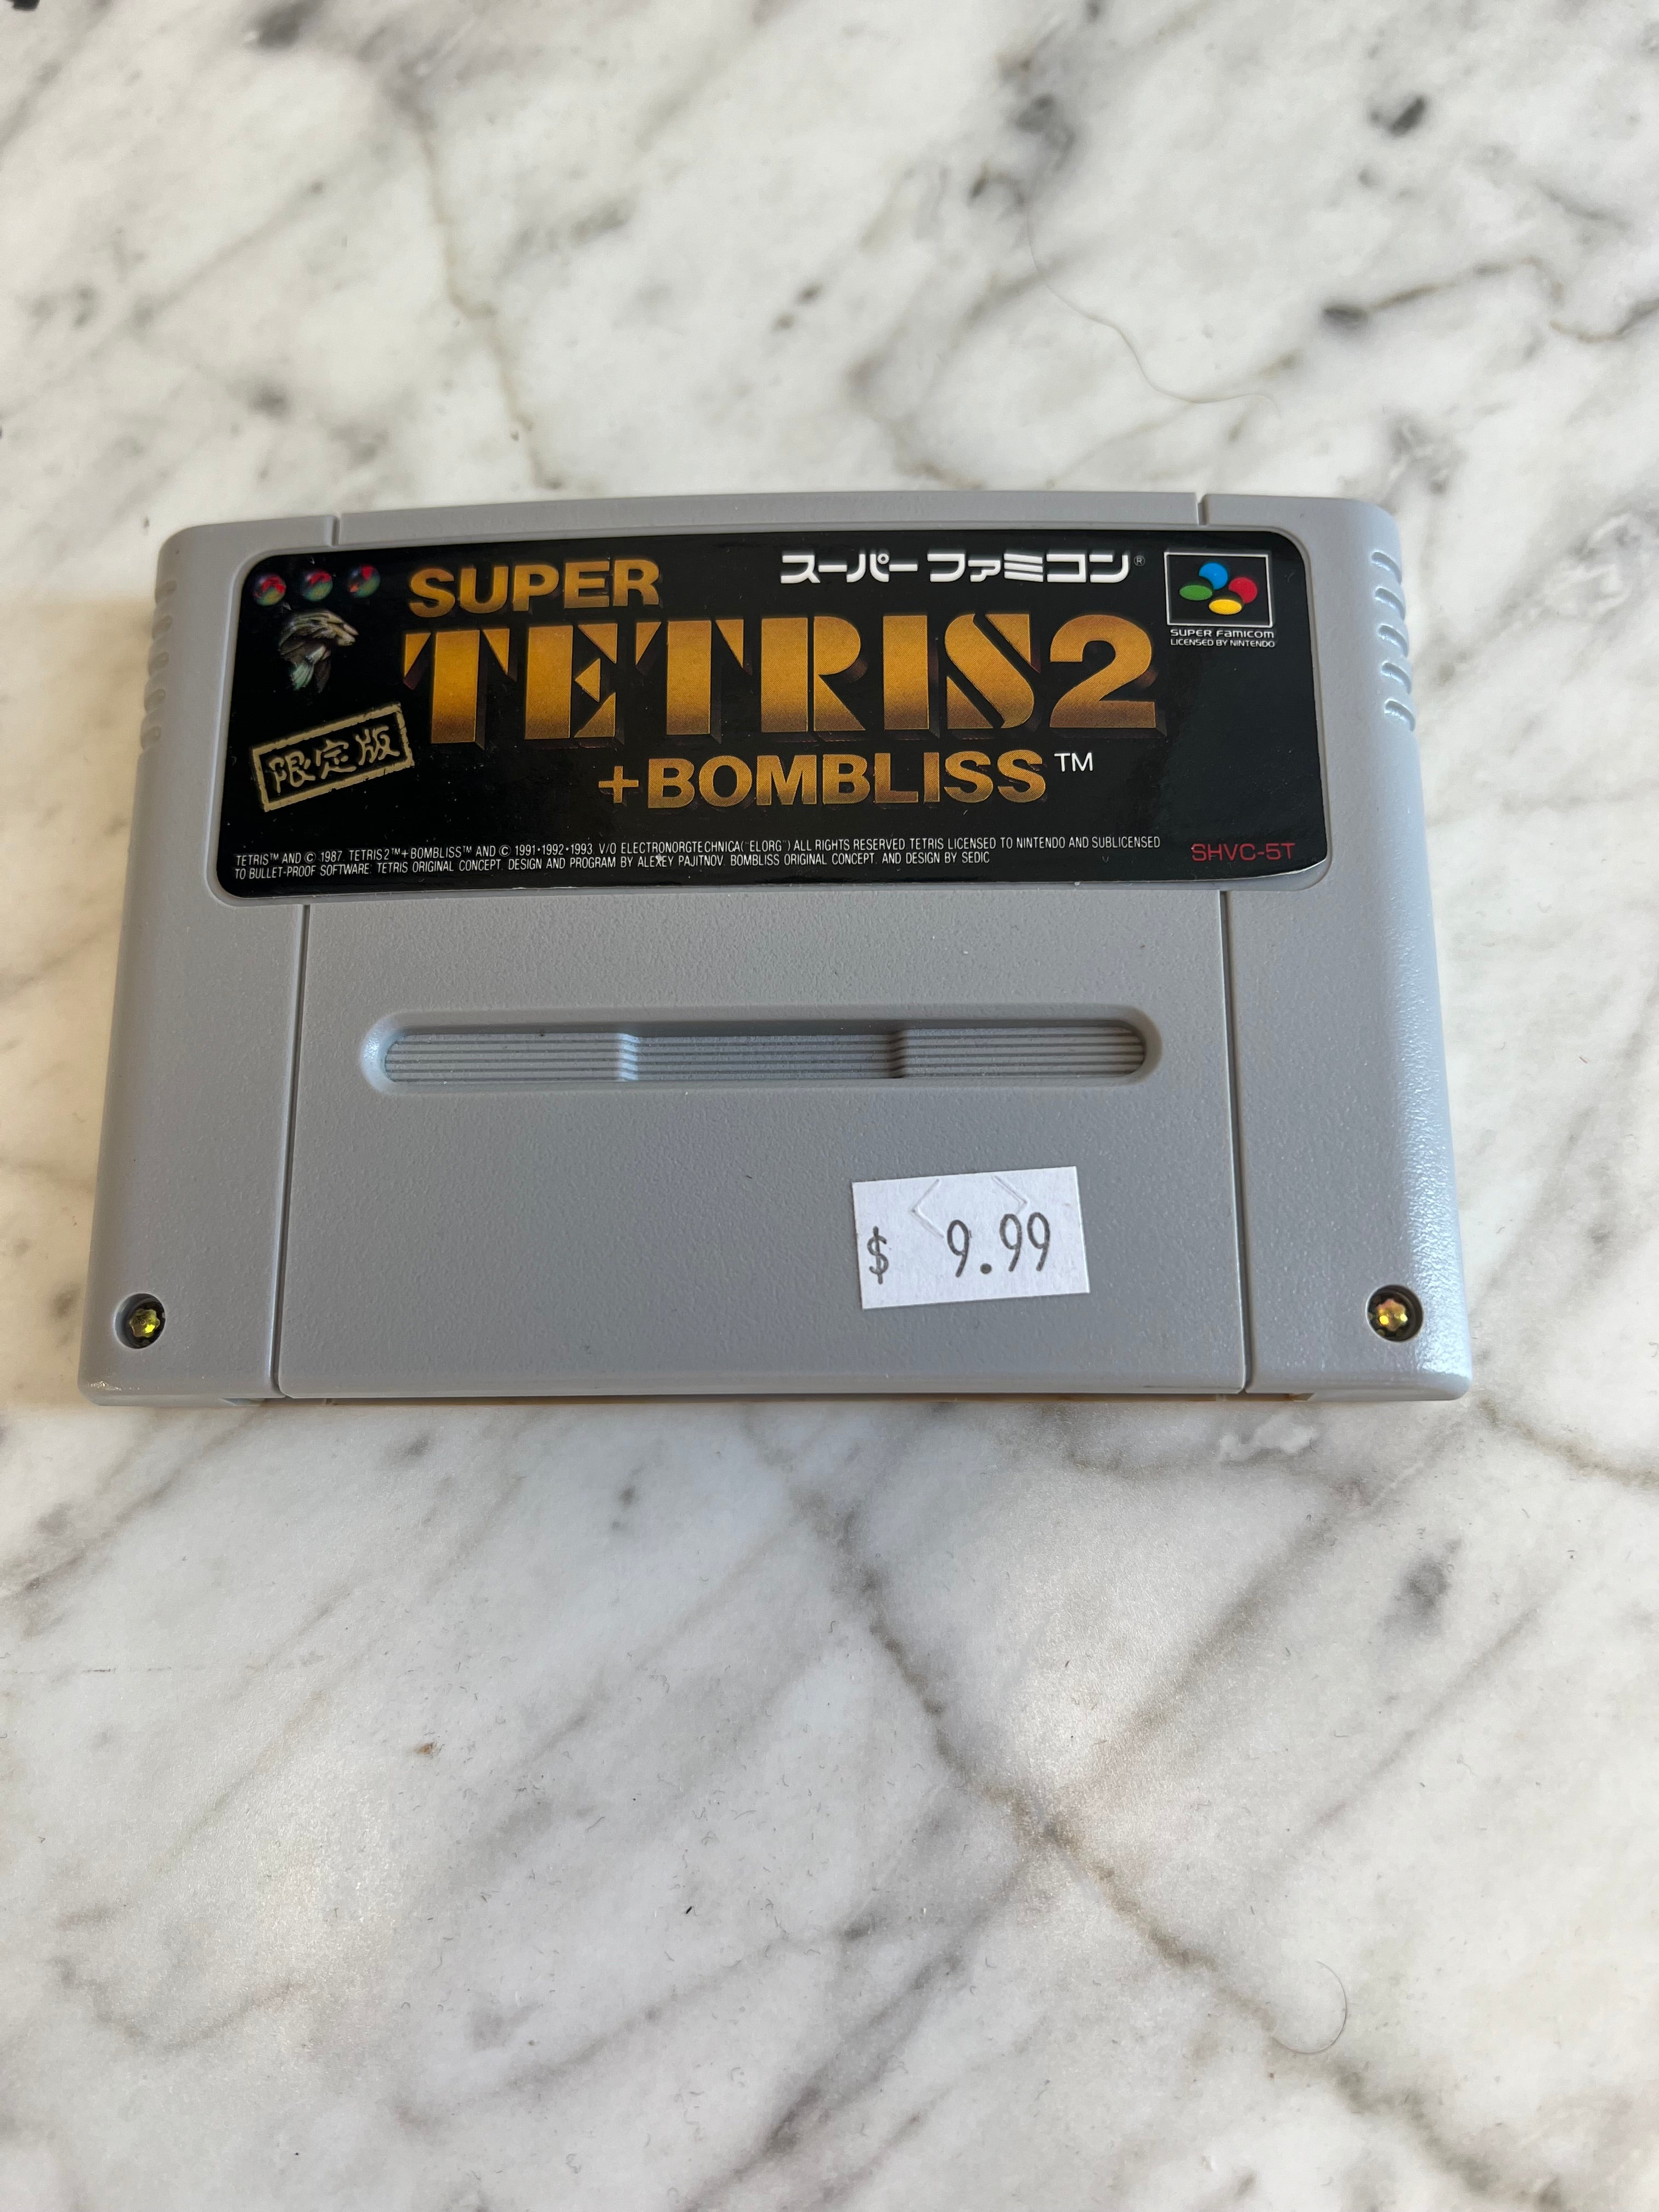 SUPER
スーパーファミコン®
TETRIS2
+BOMBLISS™
限定版
SUPER FAMICOM
LICENSED BY NINTENDO
TETRIS™ AND © 1987 TETRIS2™+BOMBLISS™ AND © 1991•1992•1993 V/O ELECTRONORGTECHNICA("ELORG") ALL RIGHTS RESERVED TETRIS LICENSED TO NINTENDO AND SUBLICENSED
TO BULLET-PROOF SOFTWARE. TETRIS ORIGINAL CONCEPT. DESIGN AND PROGRAM BY ALEXEY PAJITNOV. BOMBLISS ORIGINAL CONCEPT. AND DESIGN BY SEDIC
SHVC-5T
$ 9.99